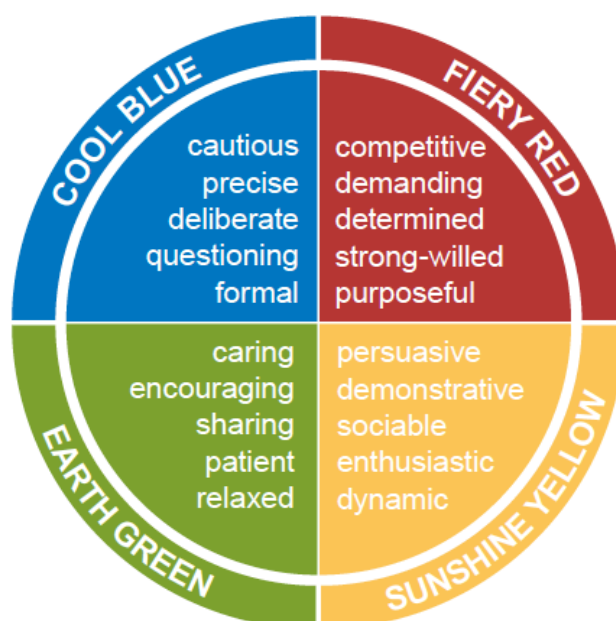 COOL BLUE
cautious
precise
deliberate
questioning
formal
FIERY RED
competitive
demanding
determined
strong-willed
purposeful
EARTH GREEN
caring
encouraging
sharing
patient
relaxed
SUNSHINE YELLOW
persuasive
demonstrative
sociable
enthusiastic
dynamic